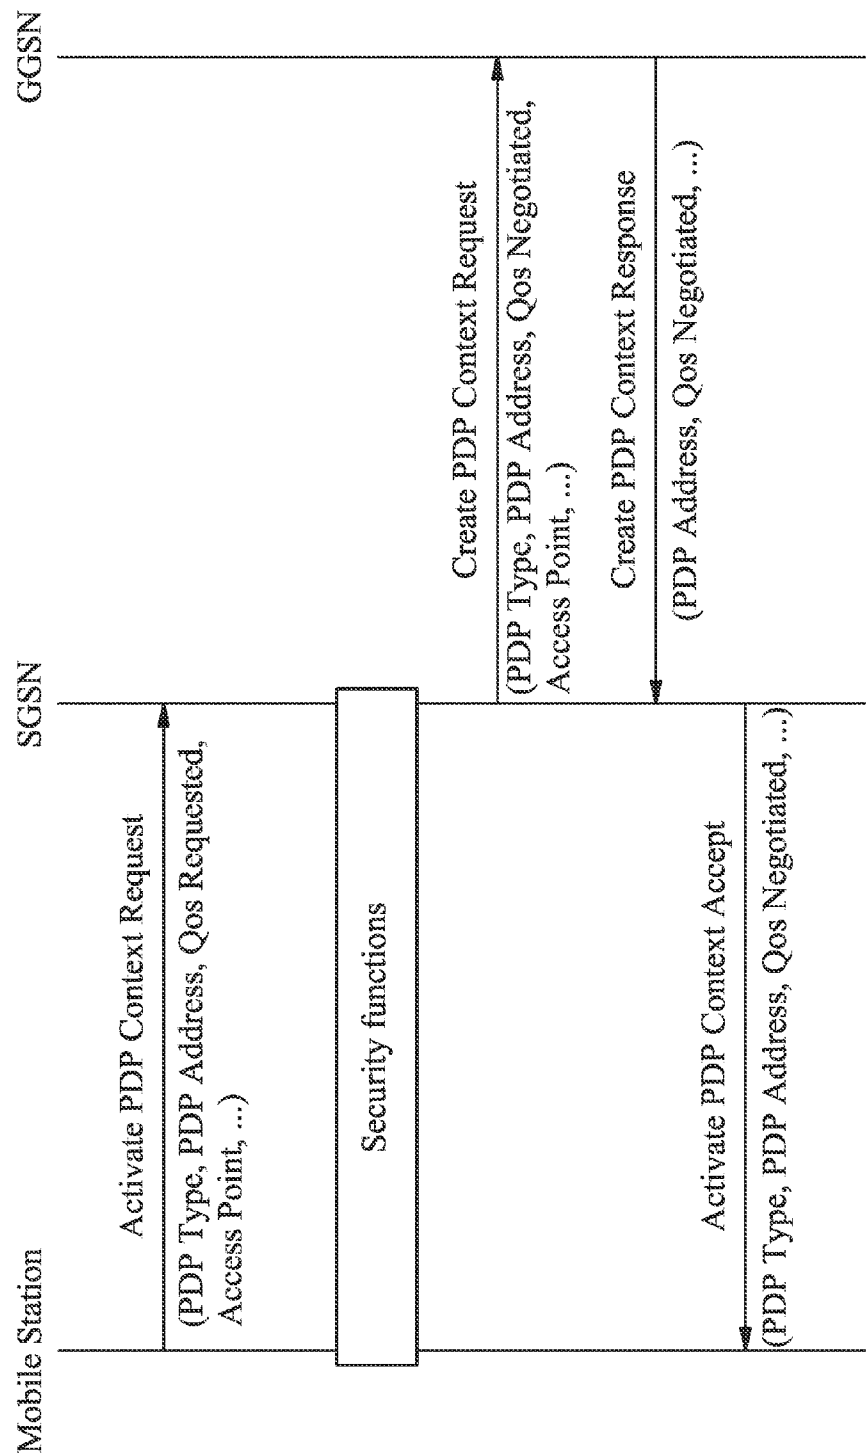 Mobile Station
SGSN
GGSN
Activate PDP Context Request
(PDP Type, PDP Address, Qos Requested,
Access Point, ...)
Security functions
Create PDP Context Request
(PDP Type, PDP Address, Qos Negotiated,
Access Point, ...)
Create PDP Context Response
(PDP Address, Qos Negotiated, ...)
Activate PDP Context Accept
(PDP Type, PDP Address, Qos Negotiated, ...)